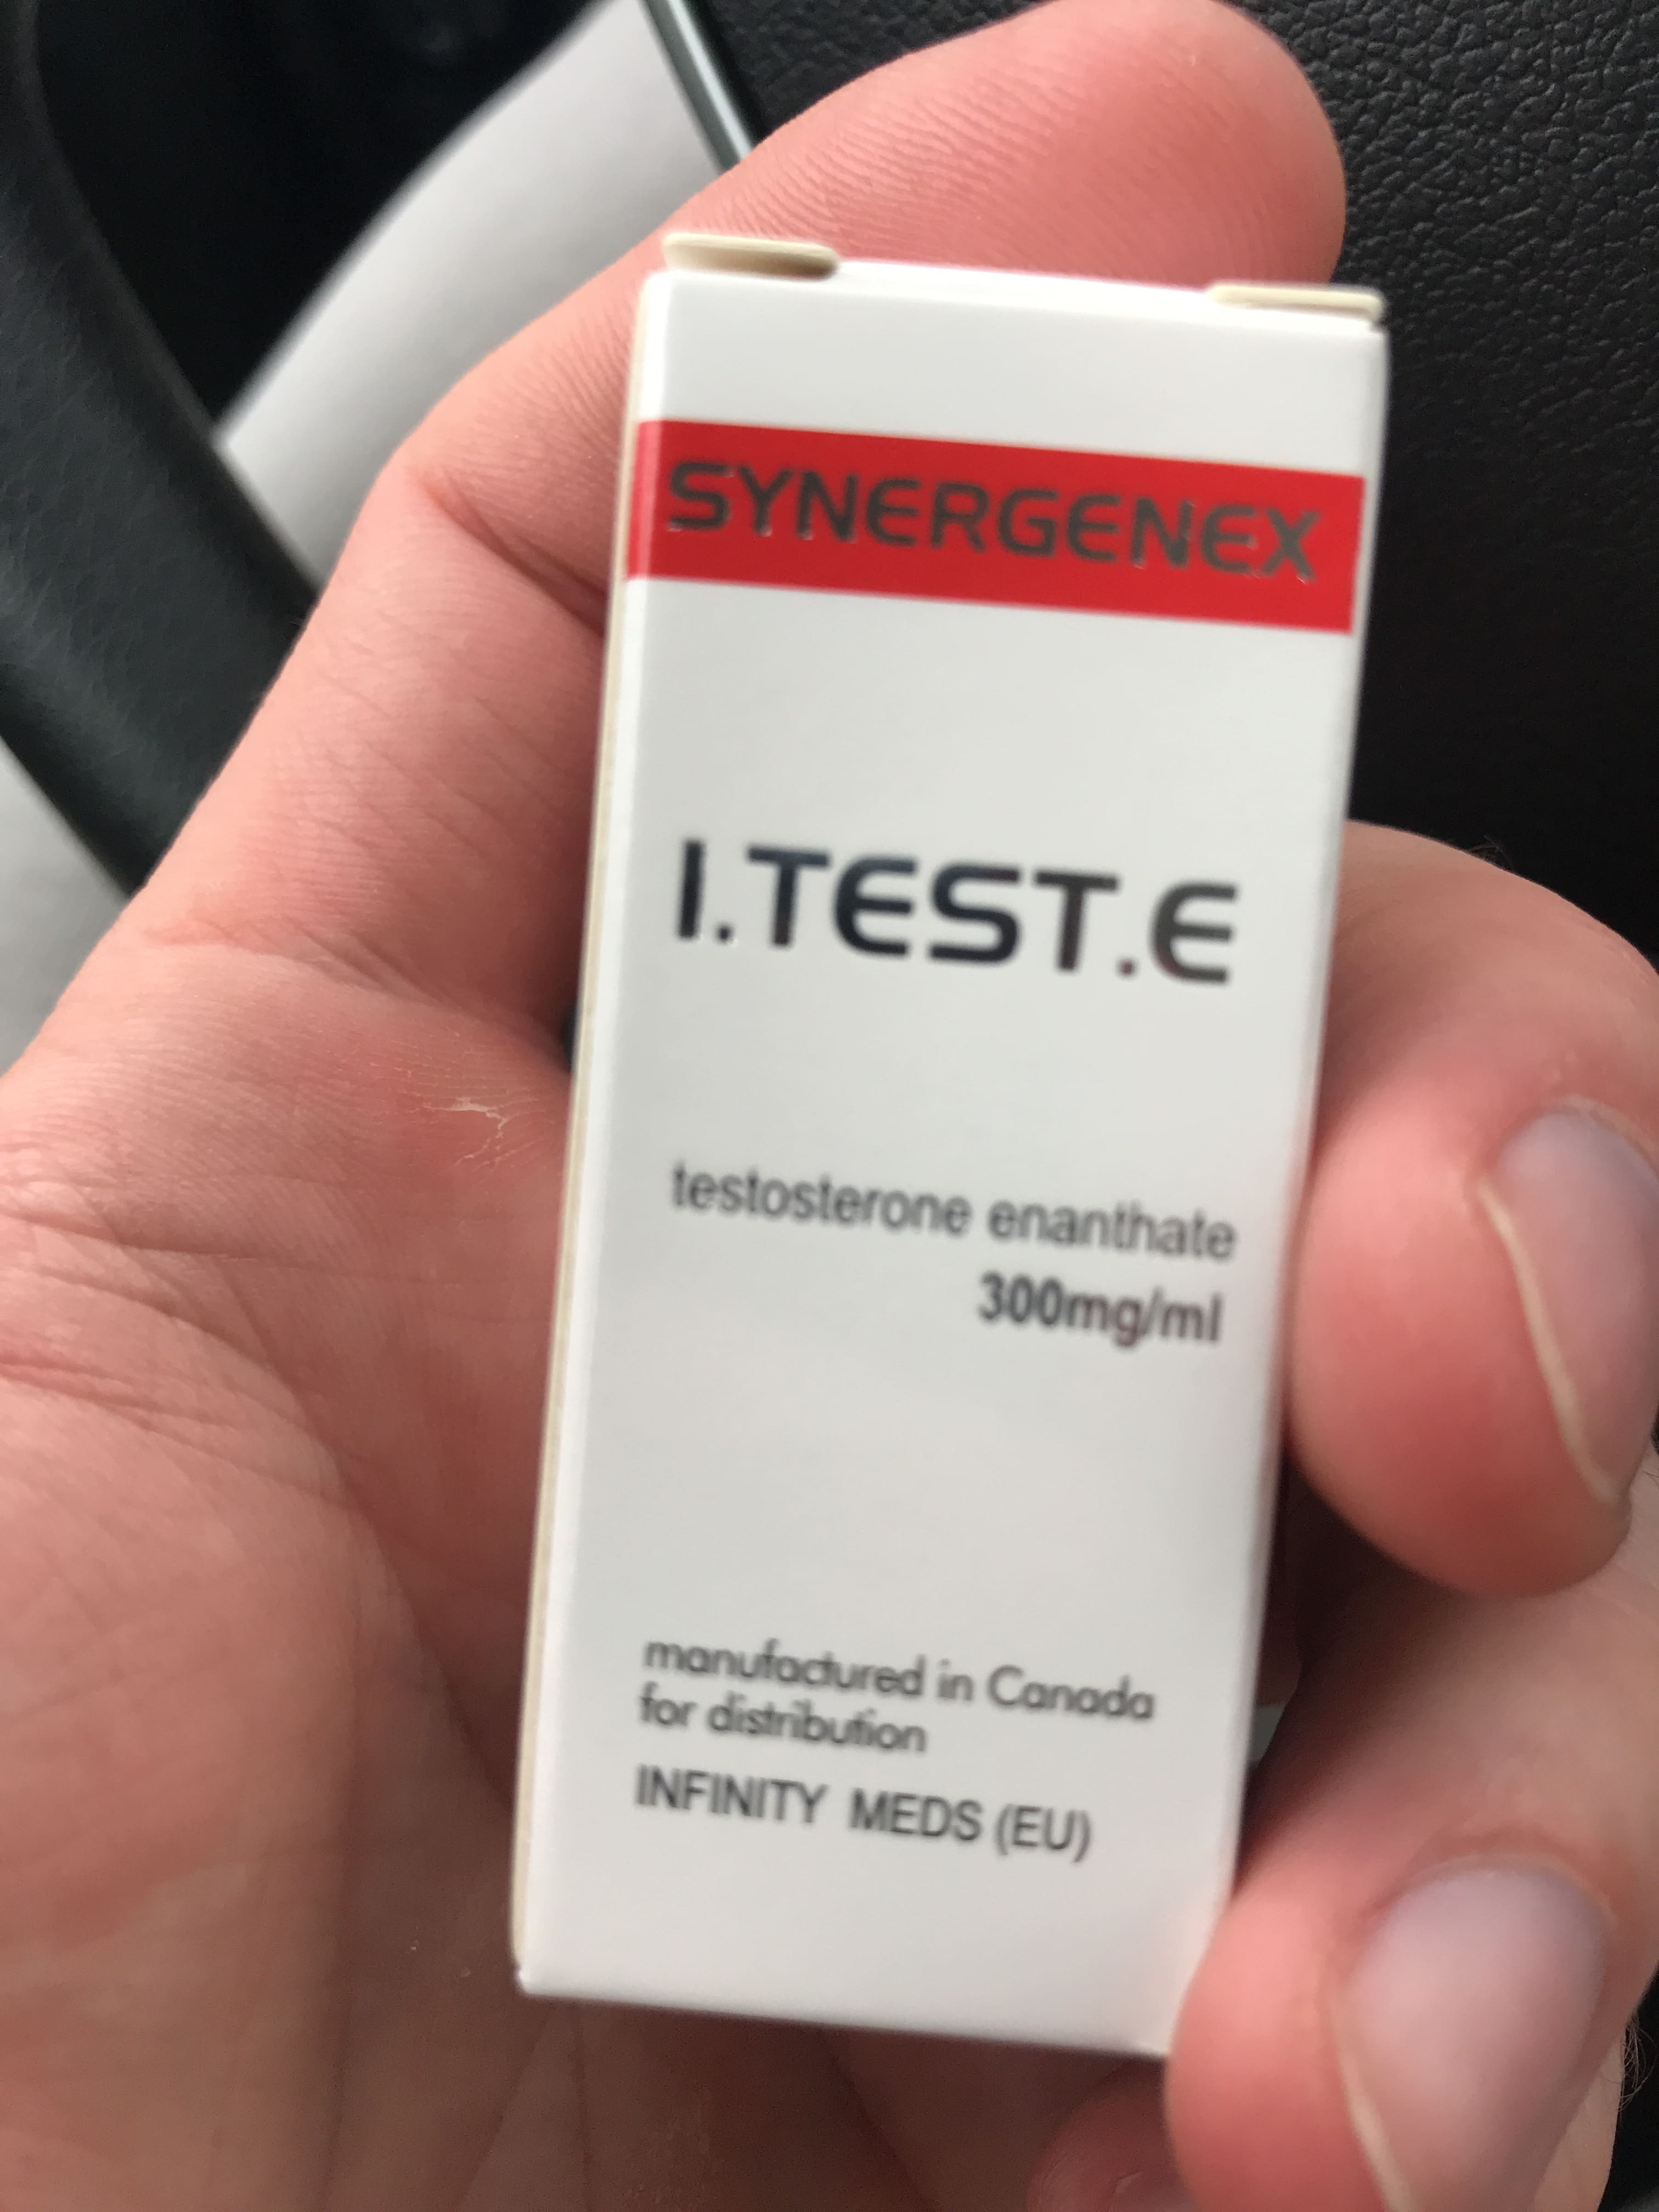 SYNERGENEX
I.TEST.E
testosterone enanthate
300mg/ml
manufactured in Canada
for distribution
INFINITY MEDS (EU)